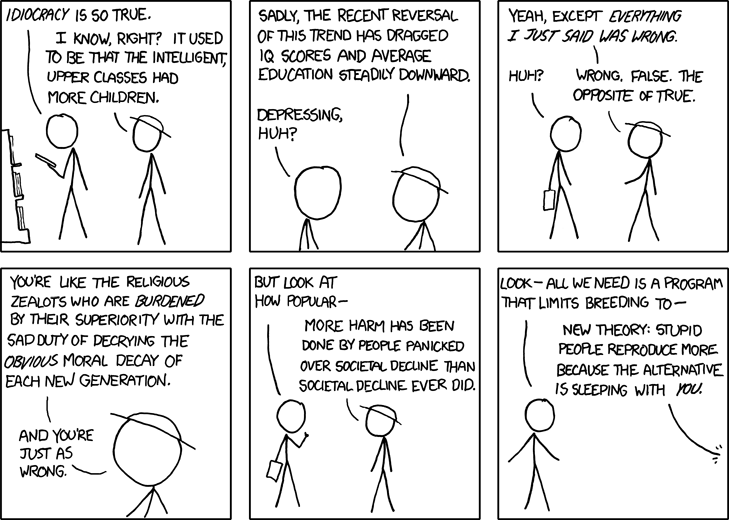 IDIOCRACY IS SO TRUE.
I KNOW, RIGHT? IT USED
TO BE THAT THE INTELLIGENT,
UPPER CLASSES HAD
MORE CHILDREN.
SADLY, THE RECENT REVERSAL
OF THIS TREND HAS DRAGGED
IQ SCORES AND AVERAGE
EDUCATION STEADILY DOWNWARD.
DEPRESSING,
HUH?
YEAH, EXCEPT EVERYTHING
I JUST SAID WAS WRONG.
HUH?
WRONG. FALSE. THE
OPPOSITE OF TRUE.
YOU'RE LIKE THE RELIGIOUS
ZEALOTS WHO ARE BURDENED
BY THEIR SUPERIORITY WITH THE
SAD DUTY OF DECRYING THE
OBVIOUS MORAL DECAY OF
EACH NEW GENERATION.
AND YOU'RE
JUST AS
WRONG.
BUT LOOK AT
HOW POPULAR—
MORE HARM HAS BEEN
DONE BY PEOPLE PANICKED
OVER SOCIETAL DECLINE THAN
SOCIETAL DECLINE EVER DID.
LOOK— ALL WE NEED IS A PROGRAM
THAT LIMITS BREEDING TO—
NEW THEORY: STUPID
PEOPLE REPRODUCE MORE
BECAUSE THE ALTERNATIVE
IS SLEEPING WITH YOU.